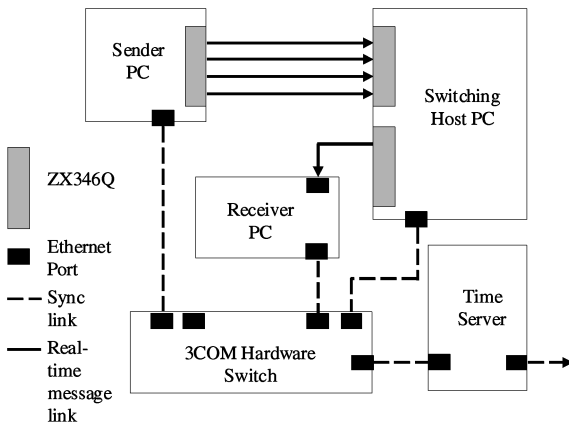 Sender
PC
Switching
Host PC
ZX346Q
Receiver
PC
Ethernet
Port
Sync
link
Time
Server
Real-
time
message
link
3COM Hardware
Switch